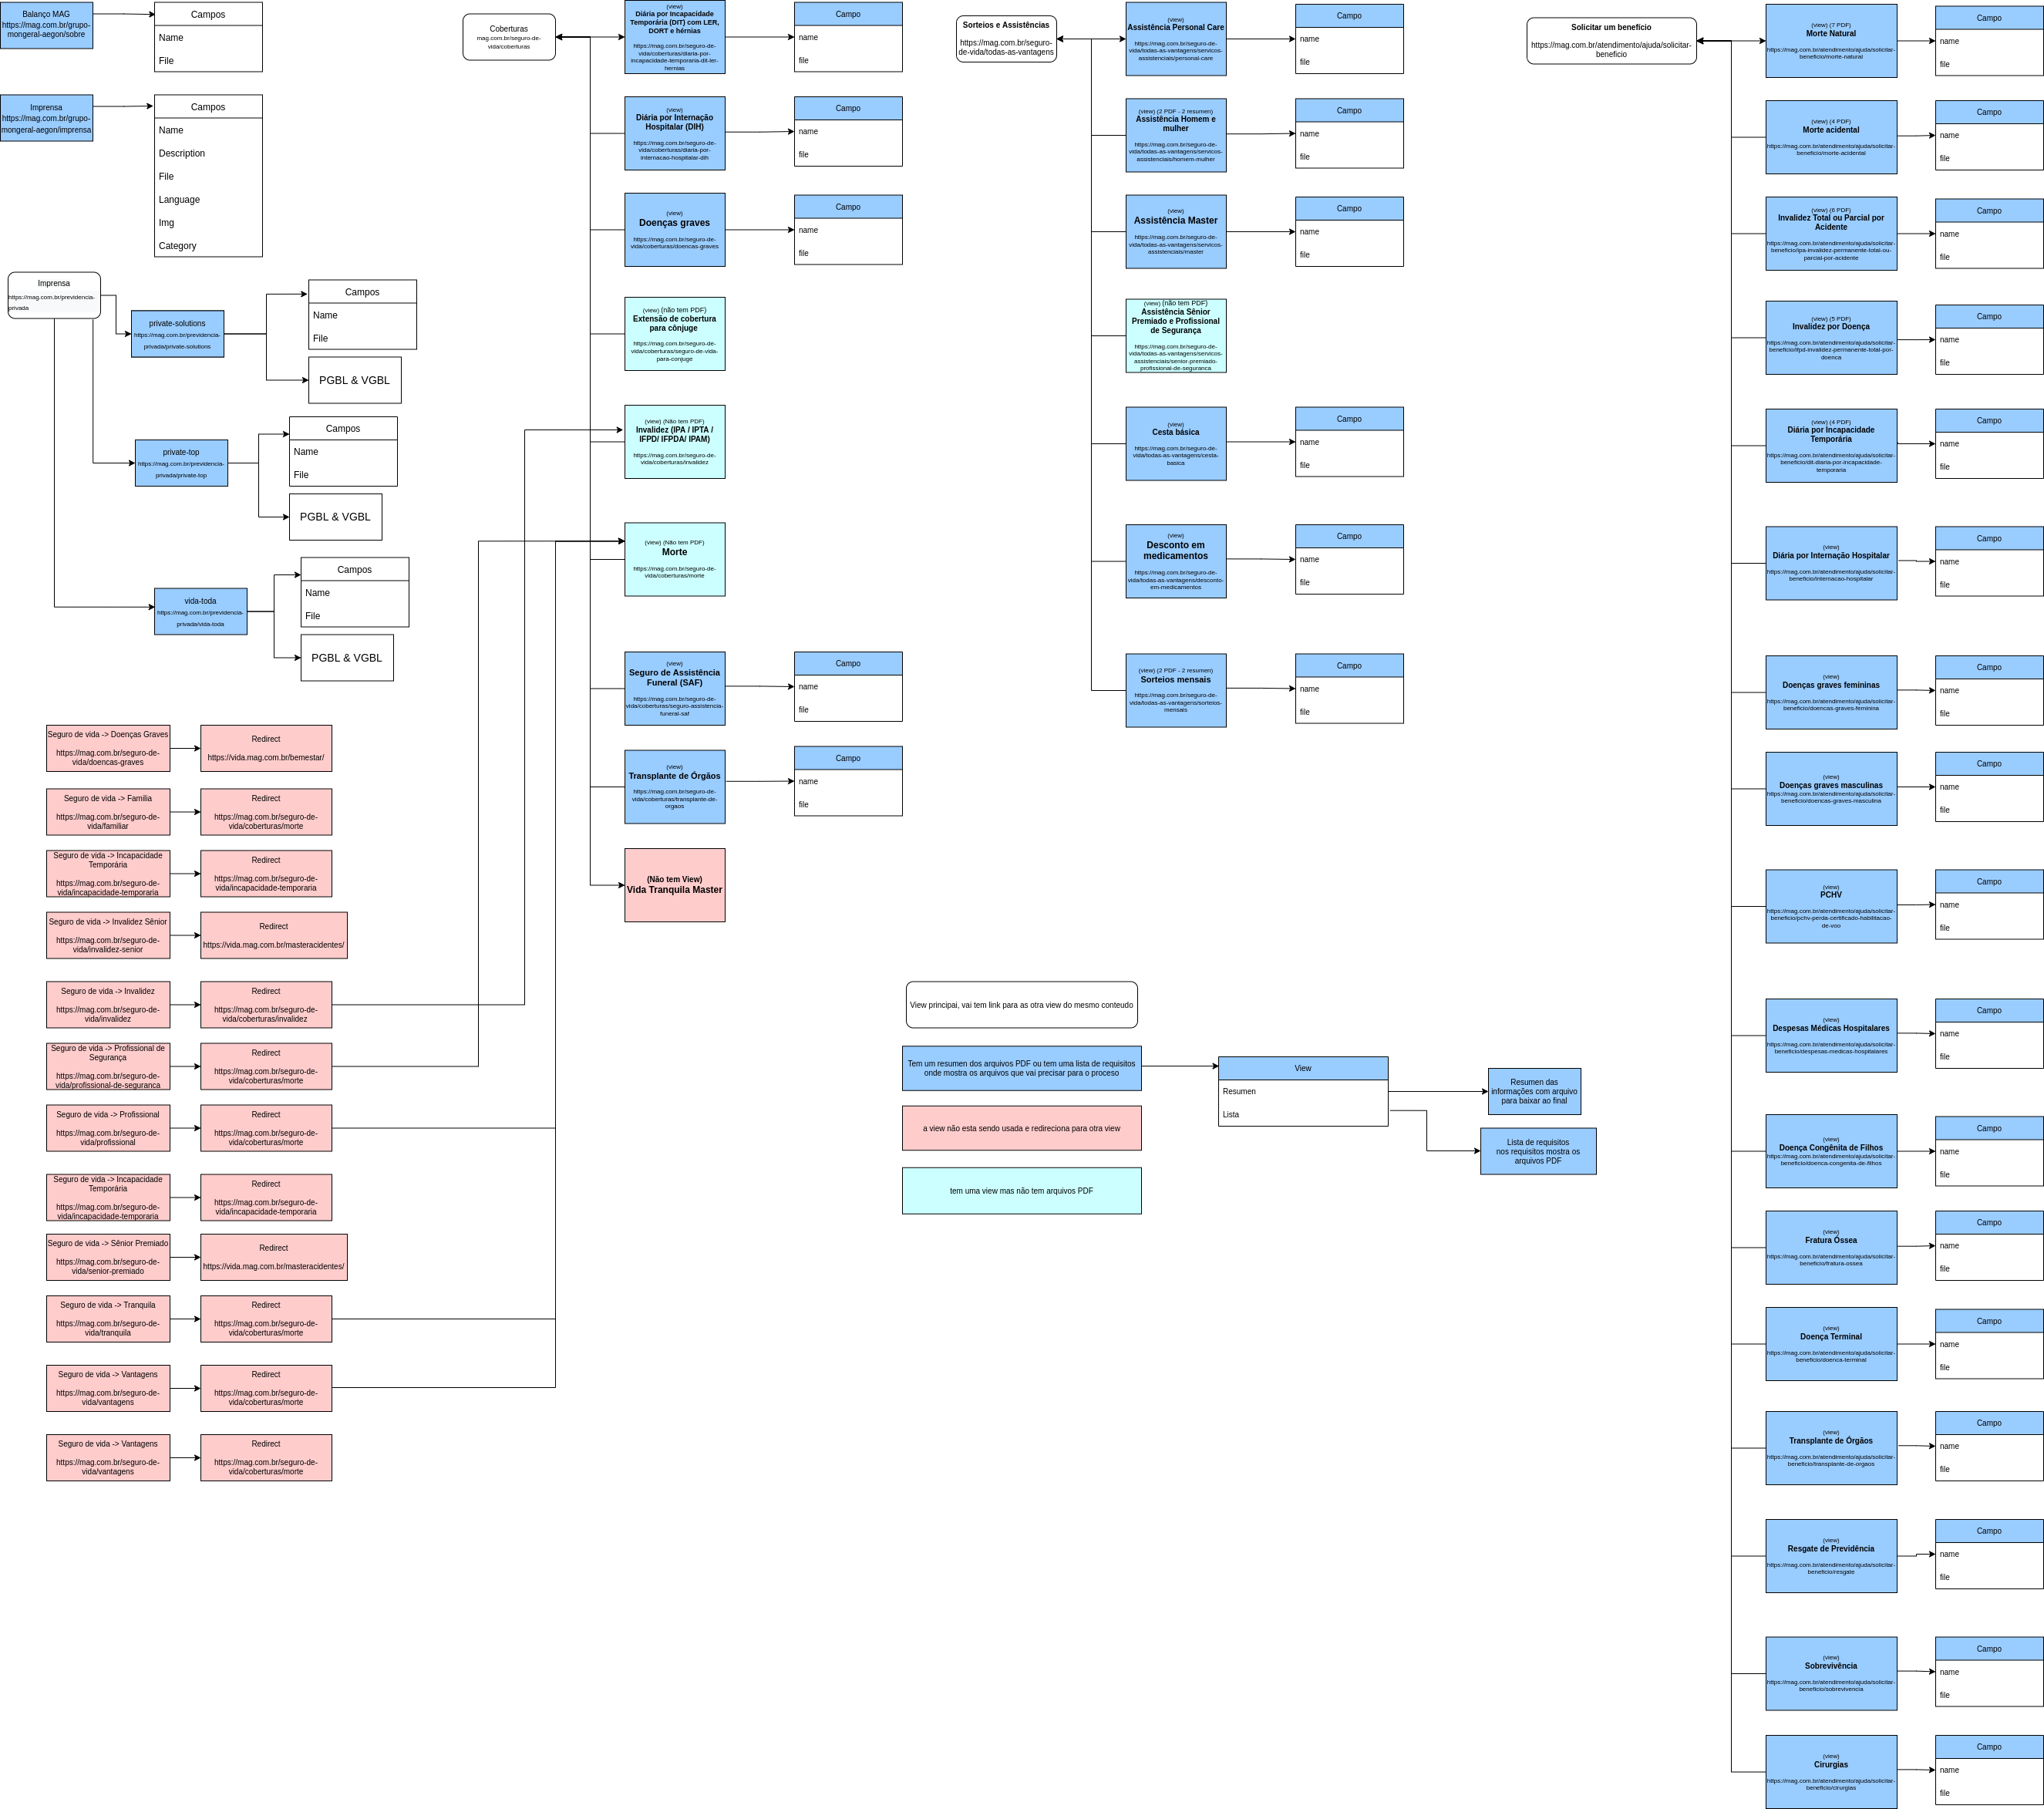 Balanço MAG
https://mag.com.br/grupo-
mongeral-aegon/sobre
Campos
Name
File
Imprensa
https://mag.com.br/grupo-
mongeral-aegon/imprensa
Campos
Name
Description
File
Language
Img
Category
Imprensa
https://mag.com.br/previdencia-
privada
private-solutions
https://mag.com.br/previdencia-
privada/private-solutions
Campos
Name
File
PGBL & VGBL
private-top
https://mag.com.br/previdencia-
privada/private-top
Campos
Name
File
PGBL & VGBL
vida-toda
https://mag.com.br/previdencia-
privada/vida-toda
Campos
Name
File
PGBL & VGBL
Seguro de vida -> Doenças Graves
https://mag.com.br/seguro-de-
vida/doencas-graves
Redirect
https://vida.mag.com.br/bemestar/
Seguro de vida -> Familia
https://mag.com.br/seguro-de-
vida/familiar
Redirect
https://mag.com.br/seguro-de-
vida/coberturas/morte
Seguro de vida -> Incapacidade
Temporária
https://mag.com.br/seguro-de-
vida/incapacidade-temporaria
Redirect
https://mag.com.br/seguro-de-
vida/incapacidade-temporaria
Seguro de vida -> Invalidez Sênior
https://mag.com.br/seguro-de-
vida/invalidez-senior
Redirect
https://vida.mag.com.br/masteracidentes/
Seguro de vida -> Invalidez
https://mag.com.br/seguro-de-
vida/invalidez
Redirect
https://mag.com.br/seguro-de-
vida/coberturas/invalidez
Seguro de vida -> Profissional de
Segurança
https://mag.com.br/seguro-de-
vida/profissional-de-seguranca
Redirect
https://mag.com.br/seguro-de-
vida/coberturas/morte
Seguro de vida -> Profissional
https://mag.com.br/seguro-de-
vida/profissional
Redirect
https://mag.com.br/seguro-de-
vida/coberturas/morte
Seguro de vida -> Incapacidade
Temporária
https://mag.com.br/seguro-de-
vida/incapacidade-temporaria
Redirect
https://mag.com.br/seguro-de-
vida/incapacidade-temporaria
Seguro de vida -> Sênior Premiado
https://mag.com.br/seguro-de-
vida/senior-premiado
Redirect
https://vida.mag.com.br/masteracidentes/
Seguro de vida -> Tranquila
https://mag.com.br/seguro-de-
vida/tranquila
Redirect
https://mag.com.br/seguro-de-
vida/coberturas/morte
Seguro de vida -> Vantagens
https://mag.com.br/seguro-de-
vida/vantagens
Redirect
https://mag.com.br/seguro-de-
vida/coberturas/morte
Seguro de vida -> Vantagens
https://mag.com.br/seguro-de-
vida/vantagens
Redirect
https://mag.com.br/seguro-de-
vida/coberturas/morte
Coberturas
mag.com.br/seguro-de-
vida/coberturas
(view)
Diária por Incapacidade
Temporária (DIT) com LER,
DORT e hérnias
https://mag.com.br/seguro-de-
vida/coberturas/diaria-por-
incapacidade-temporaria-dit-ler-
hernias
Campo
name
file
(view)
Diária por Internação
Hospitalar (DIH)
https://mag.com.br/seguro-de-
vida/coberturas/diaria-por-
internacao-hospitalar-dih
Campo
name
file
(view)
Doenças graves
https://mag.com.br/seguro-de-
vida/coberturas/doencas-graves
Campo
name
file
(view) (não tem PDF)
Extensão de cobertura
para cônjuge
https://mag.com.br/seguro-de-
vida/coberturas/seguro-de-vida-
para-conjuge
(view) (Não tem PDF)
Invalidez (IPA / IPTA /
IFPD/ IFPDA/ IPAM)
https://mag.com.br/seguro-de-
vida/coberturas/invalidez
(view) (Não tem PDF)
Morte
https://mag.com.br/seguro-de-
vida/coberturas/morte
(view)
Seguro de Assistência
Funeral (SAF)
https://mag.com.br/seguro-de-
vida/coberturas/seguro-assistencia-
funeral-saf
Campo
name
file
(view)
Transplante de Órgãos
https://mag.com.br/seguro-de-
vida/coberturas/transplante-de-
orgaos
Campo
name
file
(Não tem View)
Vida Tranquila Master
Sorteios e Assistências
https://mag.com.br/seguro-
de-vida/todas-as-vantagens
(view)
Assistência Personal Care
https://mag.com.br/seguro-de-
vida/todas-as-vantagens/servicos-
assistenciais/personal-care
Campo
name
file
(view) (2 PDF - 2 resumen)
Assistência Homem e
mulher
https://mag.com.br/seguro-de-
vida/todas-as-vantagens/servicos-
assistenciais/homem-mulher
Campo
name
file
(view)
Assistência Master
https://mag.com.br/seguro-de-
vida/todas-as-vantagens/servicos-
assistenciais/master
Campo
name
file
(view) (não tem PDF)
Assistência Sênior
Premiado e Profissional
de Segurança
https://mag.com.br/seguro-de-
vida/todas-as-vantagens/servicos-
assistenciais/senior-premiado-
profissional-de-seguranca
(view)
Cesta básica
https://mag.com.br/seguro-de-
vida/todas-as-vantagens/cesta-
basica
Campo
name
file
(view)
Desconto em
medicamentos
https://mag.com.br/seguro-de-
vida/todas-as-vantagens/desconto-
em-medicamentos
Campo
name
file
(view) (2 PDF - 2 resumen)
Sorteios mensais
https://mag.com.br/seguro-de-
vida/todas-as-vantagens/sorteios-
mensais
Campo
name
file
View principai, vai tem link para as otra view do mesmo conteudo
Tem um resumen dos arquivos PDF ou tem uma lista de requisitos
onde mostra os arquivos que vai precisar para o proceso
a view não esta sendo usada e redireciona para otra view
tem uma view mas não tem arquivos PDF
View
Resumen
Lista
Resumen das
informações com arquivo
para baixar ao final
Lista de requisitos
nos requisitos mostra os
arquivos PDF
Solicitar um benefício
https://mag.com.br/atendimento/ajuda/solicitar-
beneficio
(view) (7 PDF)
Morte Natural
https://mag.com.br/atendimento/ajuda/solicitar-
beneficio/morte-natural
Campo
name
file
(view) (4 PDF)
Morte acidental
https://mag.com.br/atendimento/ajuda/solicitar-
beneficio/morte-acidental
Campo
name
file
(view) (6 PDF)
Invalidez Total ou Parcial por
Acidente
https://mag.com.br/atendimento/ajuda/solicitar-
beneficio/ipa-invalidez-permanente-total-ou-
parcial-por-acidente
Campo
name
file
(view) (5 PDF)
Invalidez por Doença
https://mag.com.br/atendimento/ajuda/solicitar-
beneficio/ifpd-invalidez-permanente-total-por-
doenca
Campo
name
file
(view) (4 PDF)
Diária por Incapacidade
Temporária
https://mag.com.br/atendimento/ajuda/solicitar-
beneficio/dit-diaria-por-incapacidade-
temporaria
Campo
name
file
(view)
Diária por Internação Hospitalar
https://mag.com.br/atendimento/ajuda/solicitar-
beneficio/internacao-hospitalar
Campo
name
file
(view)
Doenças graves femininas
https://mag.com.br/atendimento/ajuda/solicitar-
beneficio/doencas-graves-feminina
Campo
name
file
(view)
Doenças graves masculinas
https://mag.com.br/atendimento/ajuda/solicitar-
beneficio/doencas-graves-masculina
Campo
name
file
(view)
PCHV
https://mag.com.br/atendimento/ajuda/solicitar-
beneficio/pchv-perda-certificado-habilitacao-
de-voo
Campo
name
file
(view)
Despesas Médicas Hospitalares
https://mag.com.br/atendimento/ajuda/solicitar-
beneficio/despesas-medicas-hospitalares
Campo
name
file
(view)
Doença Congênita de Filhos
https://mag.com.br/atendimento/ajuda/solicitar-
beneficio/doenca-congenita-de-filhos
Campo
name
file
(view)
Fratura Óssea
https://mag.com.br/atendimento/ajuda/solicitar-
beneficio/fratura-ossea
Campo
name
file
(view)
Doença Terminal
https://mag.com.br/atendimento/ajuda/solicitar-
beneficio/doenca-terminal
Campo
name
file
(view)
Transplante de Órgãos
https://mag.com.br/atendimento/ajuda/solicitar-
beneficio/transplante-de-orgaos
Campo
name
file
(view)
Resgate de Previdência
https://mag.com.br/atendimento/ajuda/solicitar-
beneficio/resgate
Campo
name
file
(view)
Sobrevivência
https://mag.com.br/atendimento/ajuda/solicitar-
beneficio/sobrevivencia
Campo
name
file
(view)
Cirurgias
https://mag.com.br/atendimento/ajuda/solicitar-
beneficio/cirurgias
Campo
name
file